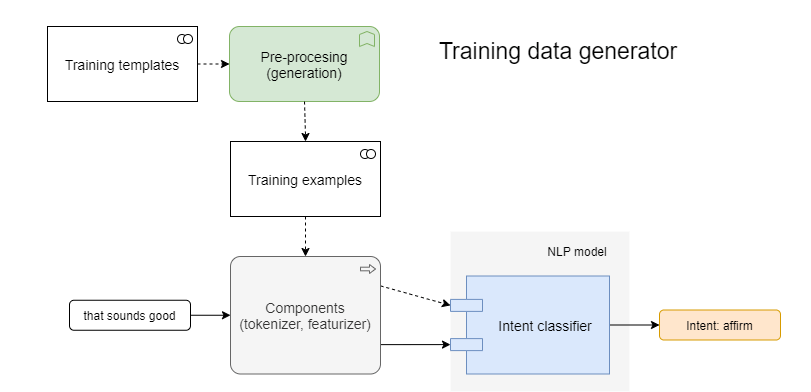 Training data generator
Training templates
Pre-procesing
(generation)
Training examples
NLP model
that sounds good
Components
(tokenizer, featurizer)
Intent classifier
Intent: affirm